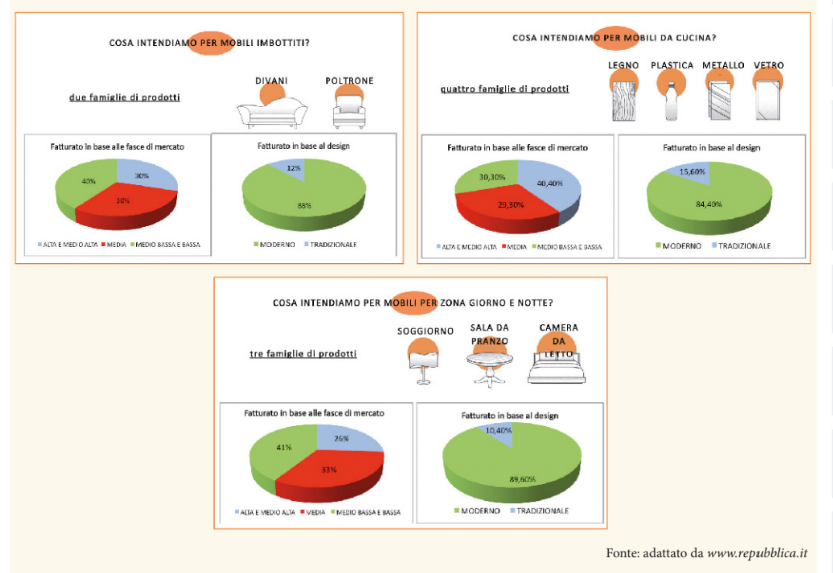 COSA INTENDIAMO PER MOBILI IMBOTTITI?
DIVANI POLTRONE
due famiglie di prodotti
Fatturato in base alle fasce di mercato
40% 30%
30%
ALTA E MEDIO ALTA MEDIA MEDIO BASSA E BASSA
Fatturato in base al design
12%
88%
MODERNO TRADIZIONALE
COSA INTENDIAMO PER MOBILI DA CUCINA?
LEGNO PLASTICA METALLO VETRO
quattro famiglie di prodotti
Fatturato in base alle fasce di mercato
30,30% 40,40%
29,30%
ALTA E MEDIO ALTA MEDIA MEDIO BASSA E BASSA
Fatturato in base al design
15,60%
84,40%
MODERNO TRADIZIONALE
COSA INTENDIAMO PER MOBILI PER ZONA GIORNO E NOTTE?
SOGGIORNO SALA DA PRANZO CAMERA DA LETTO
tre famiglie di prodotti
Fatturato in base alle fasce di mercato
41% 26%
33%
ALTA E MEDIO ALTA MEDIA MEDIO BASSA E BASSA
Fatturato in base al design
10,40%
89,60%
MODERNO TRADIZIONALE
Fonte: adattato da www.repubblica.it